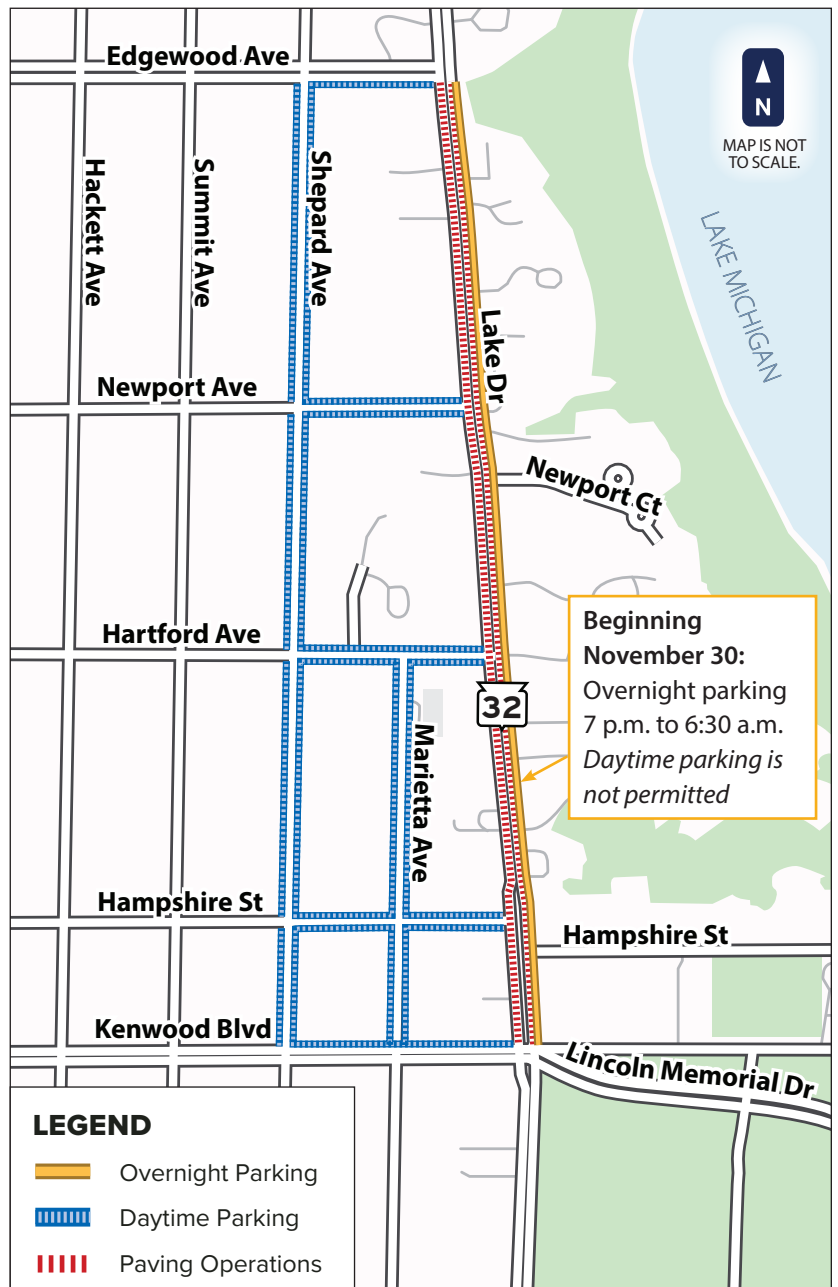 Edgewood Ave
N
MAP IS NOT
TO SCALE.
Hackett Ave
Summit Ave
Shepard Ave
LAKE MICHIGAN
Lake Dr
Newport Ave
Newport Ct
Hartford Ave
Beginning
November 30:
Overnight parking
7 p.m. to 6:30 a.m.
Daytime parking is
not permitted
32
Marietta Ave
Hampshire St
Hampshire St
Kenwood Blvd
Lincoln Memorial Dr
LEGEND
Overnight Parking
Daytime Parking
Paving Operations